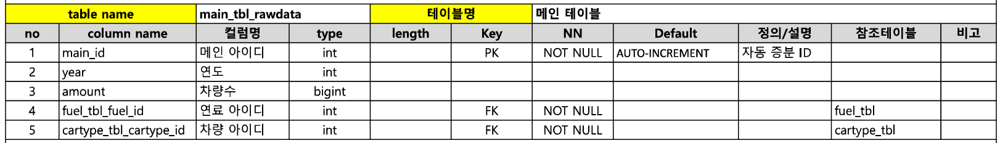 table name main_tbl_rawdata 테이블명 메인 테이블
no column name 컬럼명 type length Key NN Default 정의/설명 참조테이블 비고
1 main_id 메인 아이디 int PK NOT NULL AUTO-INCREMENT 자동 증분 ID
2 year 연도 int
3 amount 차량수 bigint
4 fuel_tbl_fuel_id 연료 아이디 int FK NOT NULL fuel_tbl
5 cartype_tbl_cartype_id 차량 아이디 int FK NOT NULL cartype_tbl